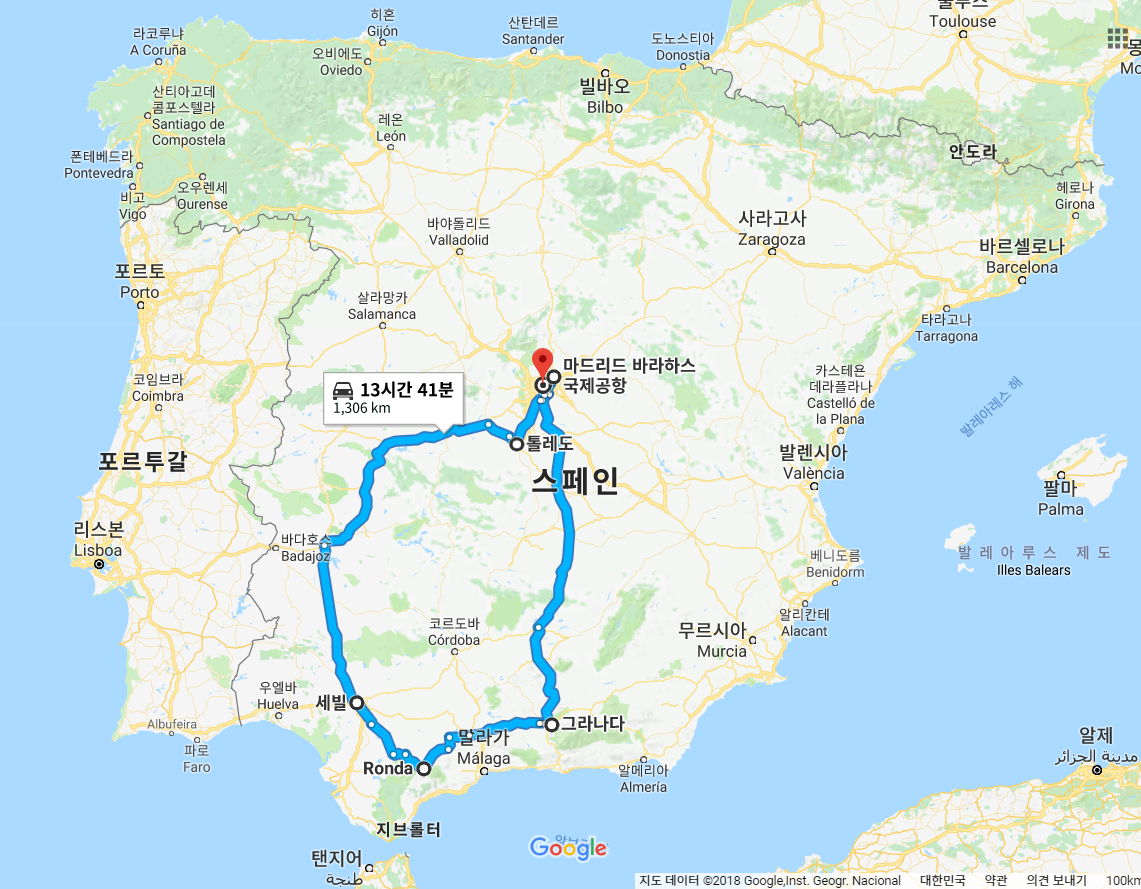 툴루즈
Toulouse
히혼
Gijón
산탄데르
Santander
라코루냐
A Coruña
오비에도
Oviedo
도노스티아
Donostia
빌바오
Bilbo
산티아고데
콤포스텔라
Santiago de
Compostela
레온
León
안도라
폰테베드라
Pontevedra
오우렌세
Ourense
비고
Vigo
헤로나
Girona
바야돌리드
Valladolid
사라고사
Zaragoza
바르셀로나
Barcelona
포르토
Porto
살라망카
Salamanca
타라고나
Tarragona
마드리드 바라하스
국제공항
13시간 41분
1,306 km
코임브라
Coimbra
카스테욘
데라플라나
Castelló de
la Plana
발레아레스 해
톨레도
포르투갈
스페인
발렌시아
València
팔마
Palma
리스본
Lisboa
바다호스
Badajoz
발레아루스 제도
Illes Balears
베니도름
Benidorm
코르도바
Córdoba
무르시아
Murcia
알리칸테
Alacant
우엘바
Huelva
세빌
그라나다
Albufeira
파로
Faro
말라가
Málaga
Ronda
알메리아
Almería
알제
مدينة الجزائر
지브롤터
탠지어
طنجة
Google
지도 데이터 ©2018 Google,Inst. Geogr. Nacional 대한민국 약관 의견 보내기 100km